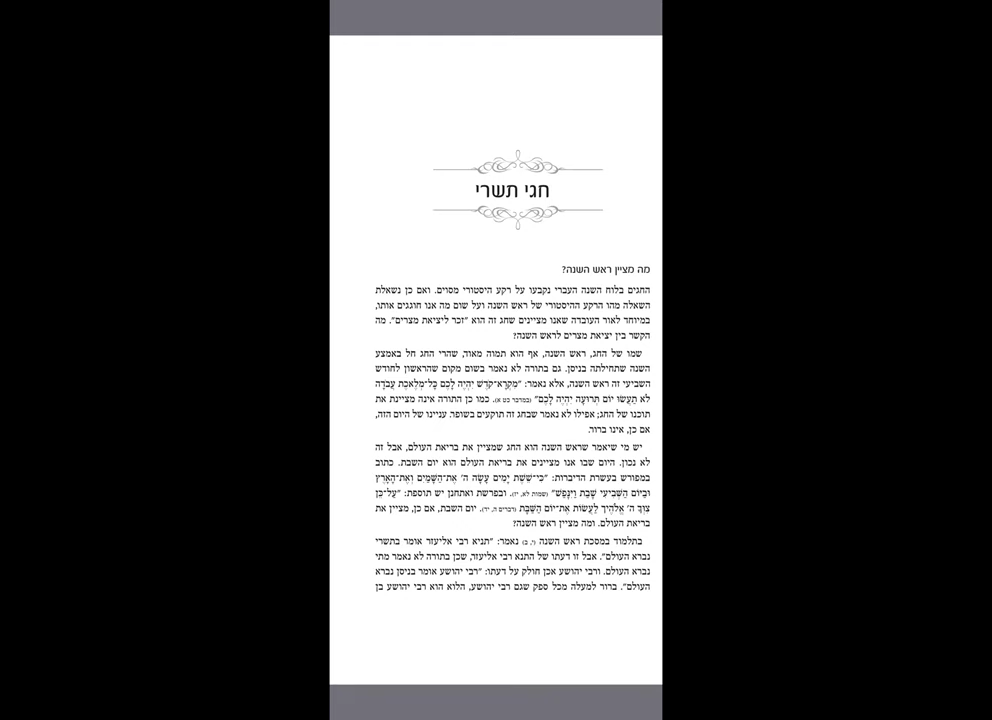 חגי תשרי
מה מציין ראש השנה?
החגים בלוח השנה העברי נקבעו על רקע היסטורי מסוים. ואם כן נשאלת
השאלה מהו הרקע ההיסטורי של ראש השנה ועל שום מה אנו חוגגים אותו,
במיוחד לאור העובדה שאנו מציינים שחג זה הוא "זכר ליציאת מצרים". מה
הקשר בין יציאת מצרים לראש השנה?
שמו של החג, ראש השנה, אף הוא תמוה מאוד, שהרי החג חל באמצע
השנה שתחילתה בניסן. גם בתורה לא נאמר בשום מקום שהראשון לחודש
השביעי זה ראש השנה, אלא נאמר: "מִקְרָא־קֹדֶשׁ יִהְיֶה לָכֶם כָּל־מְלֶאכֶת עֲבֹדָה
לֹא תַעֲשׂוּ יוֹם תְּרוּעָה יִהְיֶה לָכֶם" (במדבר כט א). כמו כן התורה אינה מציינת את
תוכנו של החג; אפילו לא נאמר שבחג זה תוקעים בשופר. עניינו של היום הזה,
אם כן, אינו ברור.
יש מי שיאמר שראש השנה הוא החג שמציין את בריאת העולם, אבל זה
לא נכון. היום שבו אנו מציינים את בריאת העולם הוא יום השבת. כתוב
במפורש בעשרת הדיברות: "כִּי־שֵׁשֶׁת יָמִים עָשָׂה ה' אֶת־הַשָּׁמַיִם וְאֶת־הָאָרֶץ
וּבַיּוֹם הַשְּׁבִיעִי שָׁבַת וַיִּנָּפַשׁ" (שמות לא, יז). ובפרשת ואתחנן יש תוספת: "עַל־כֵּן
צִוְּךָ ה' אֱלֹהֶיךָ לַעֲשׂוֹת אֶת־יוֹם הַשַּׁבָּת (דברים ה, יד). יום השבת, אם כן, מציין את
בריאת העולם. ומה מציין ראש השנה?
בתלמוד במסכת ראש השנה (י, ב) נאמר: "תניא רבי אליעזר אומר בתשרי
נברא העולם". אבל זו דעתו של התנא רבי אליעזר, שכן בתורה לא נאמר מתי
נברא העולם. ורבי יהושע אכן חולק על דעתו: "רבי יהושע אומר בניסן נברא
העולם". ברור למעלה מכל ספק שגם רבי יהושע, הלוא הוא רבי יהושע בן